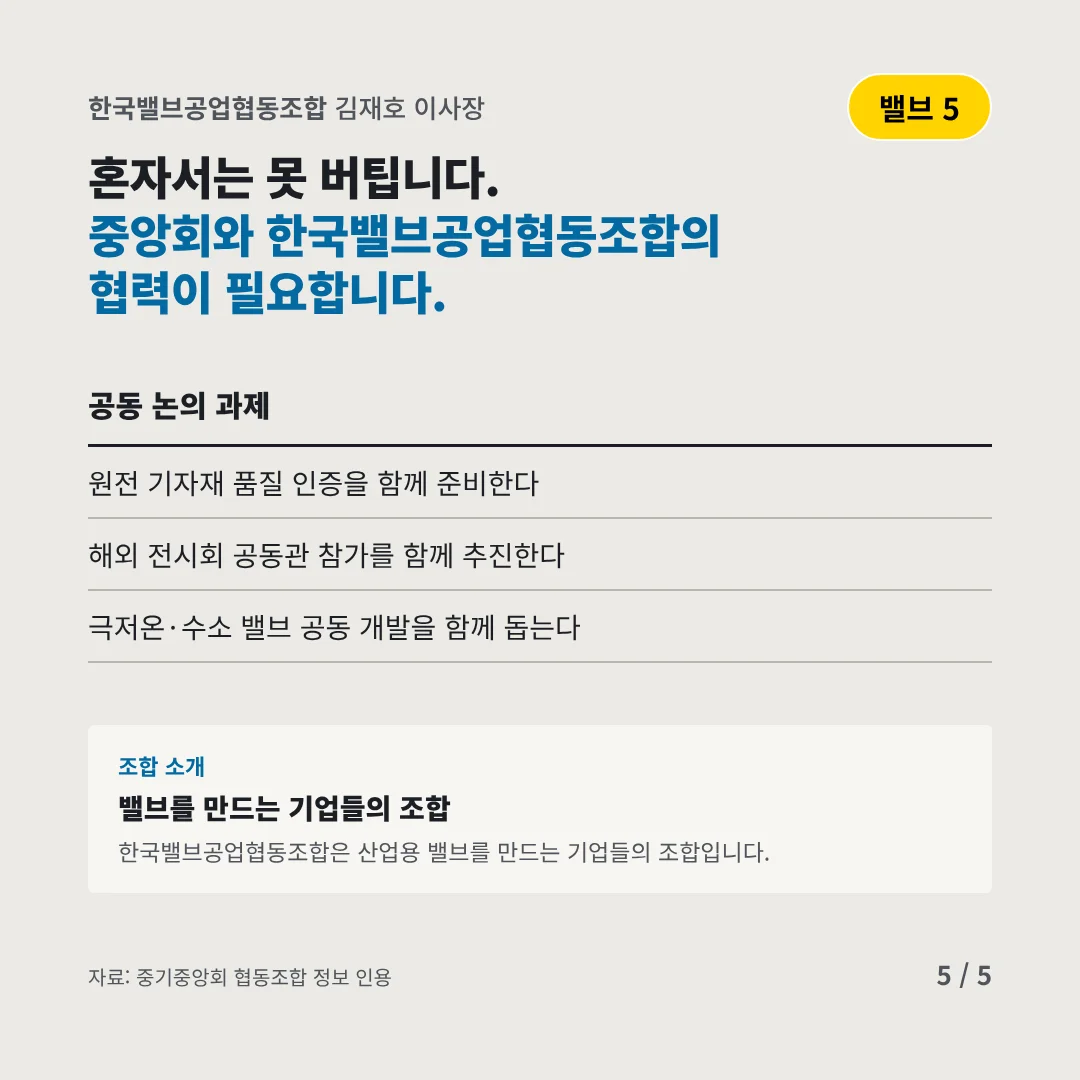 한국밸브공업협동조합 김재호 이사장
밸브 5
혼자서는 못 버팁니다.
중앙회와 한국밸브공업협동조합의
협력이 필요합니다.
공동 논의 과제
원전 기자재 품질 인증을 함께 준비한다
해외 전시회 공동관 참가를 함께 추진한다
극저온·수소 밸브 공동 개발을 함께 돕는다
조합 소개
밸브를 만드는 기업들의 조합
한국밸브공업협동조합은 산업용 밸브를 만드는 기업들의 조합입니다.
자료: 중기중앙회 협동조합 정보 인용
5 / 5